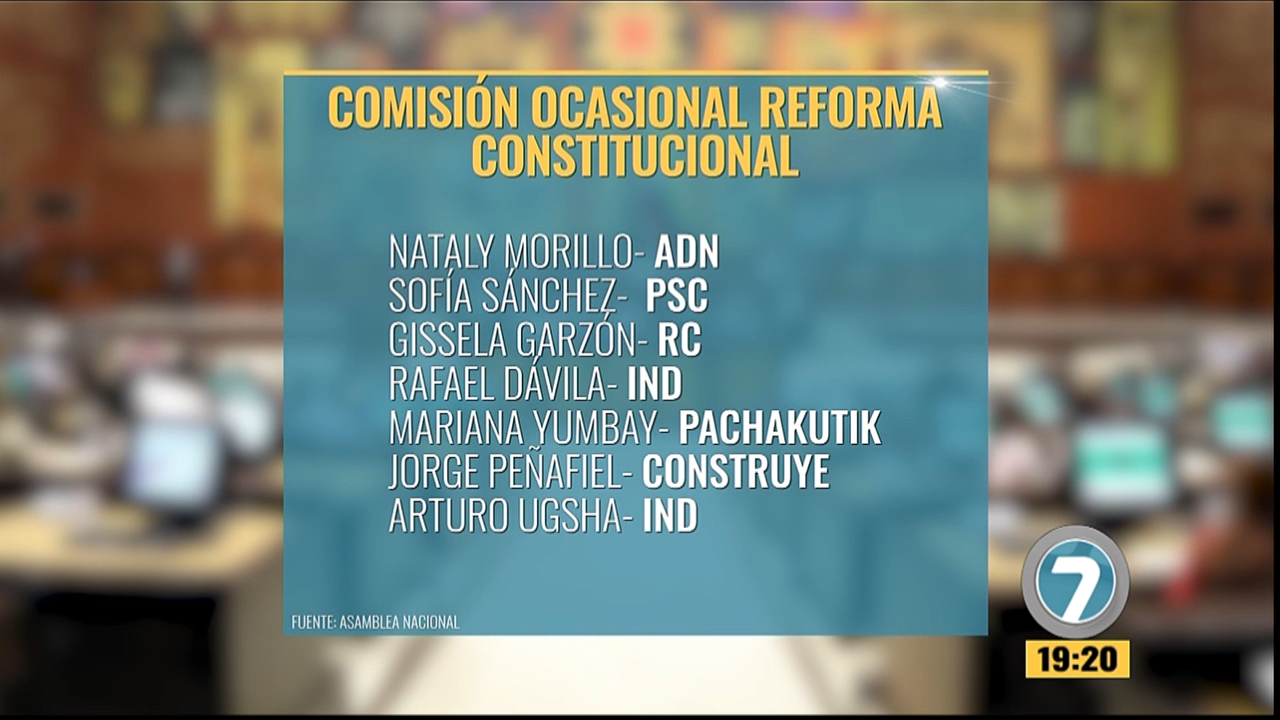 COMISIÓN OCASIONAL REFORMA
CONSTITUCIONAL
NATALY MORILLO- ADN
SOFÍA SÁNCHEZ- PSC
GISSELA GARZÓN- RC
RAFAEL DÁVILA- IND
MARIANA YUMBAY- PACHAKUTIK
JORGE PEÑAFIEL- CONSTRUYE
ARTURO UGSHA- IND
FUENTE: ASAMBLEA NACIONAL
7
19:20